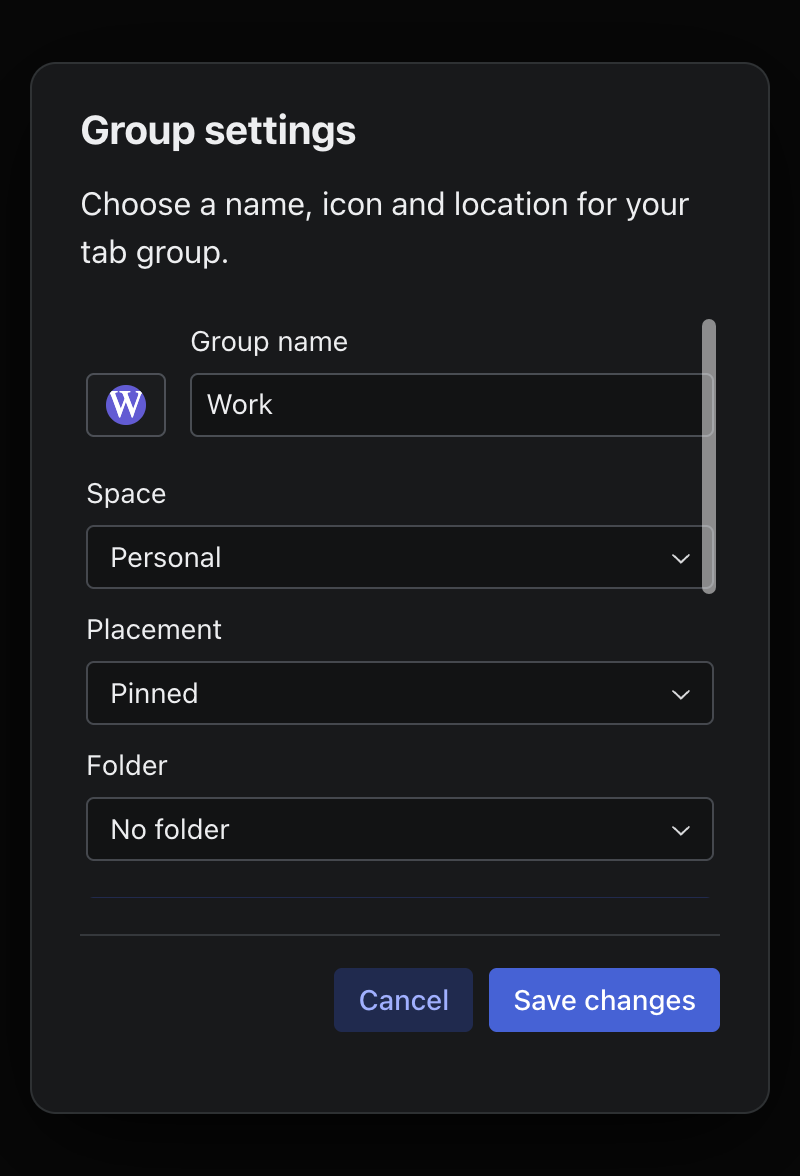 Group settings
Choose a name, icon and location for your
tab group.
Group name
W
Work
Space
Personal
Placement
Pinned
Folder
No folder
Cancel
Save changes